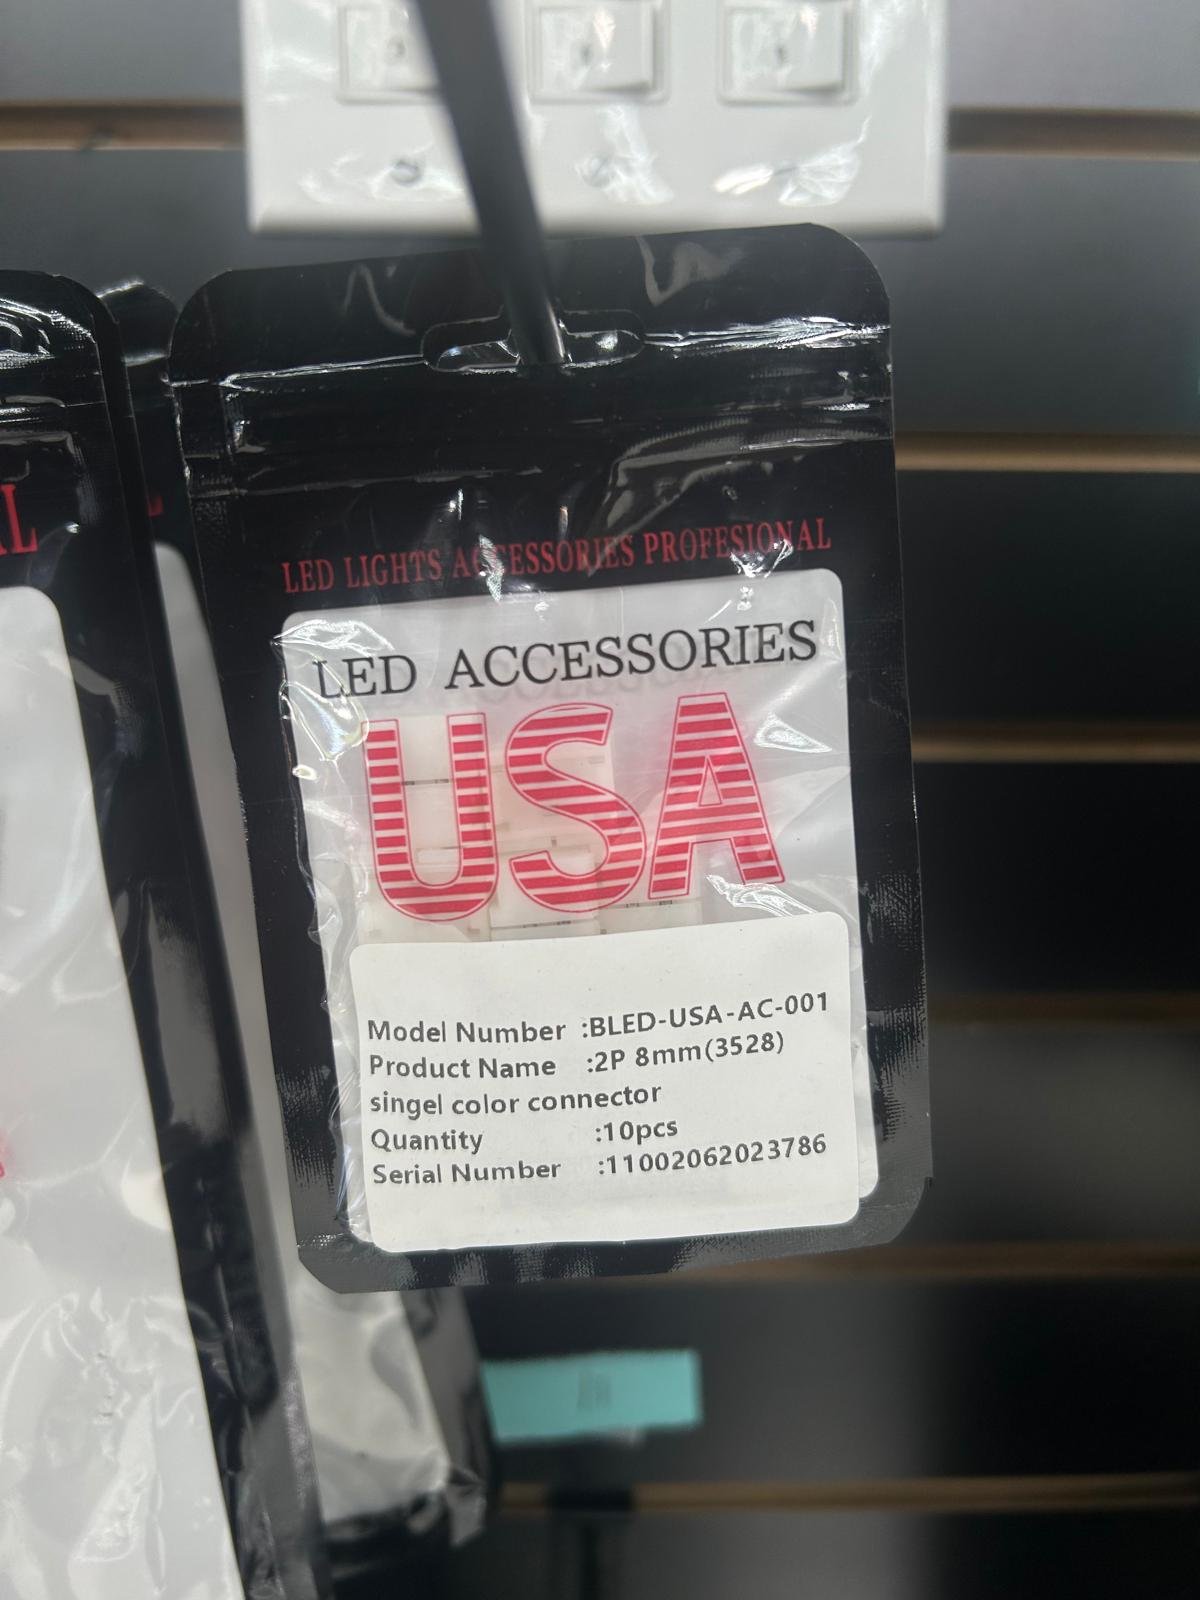 LED LIGHTS ACCESSORIES PROFESIONAL
LED ACCESSORIES
USA
Model Number :BLED-USA-AC-001
Product Name :2P 8mm(3528)
singel color connector
Quantity :10pcs
Serial Number :11002062023786
AL